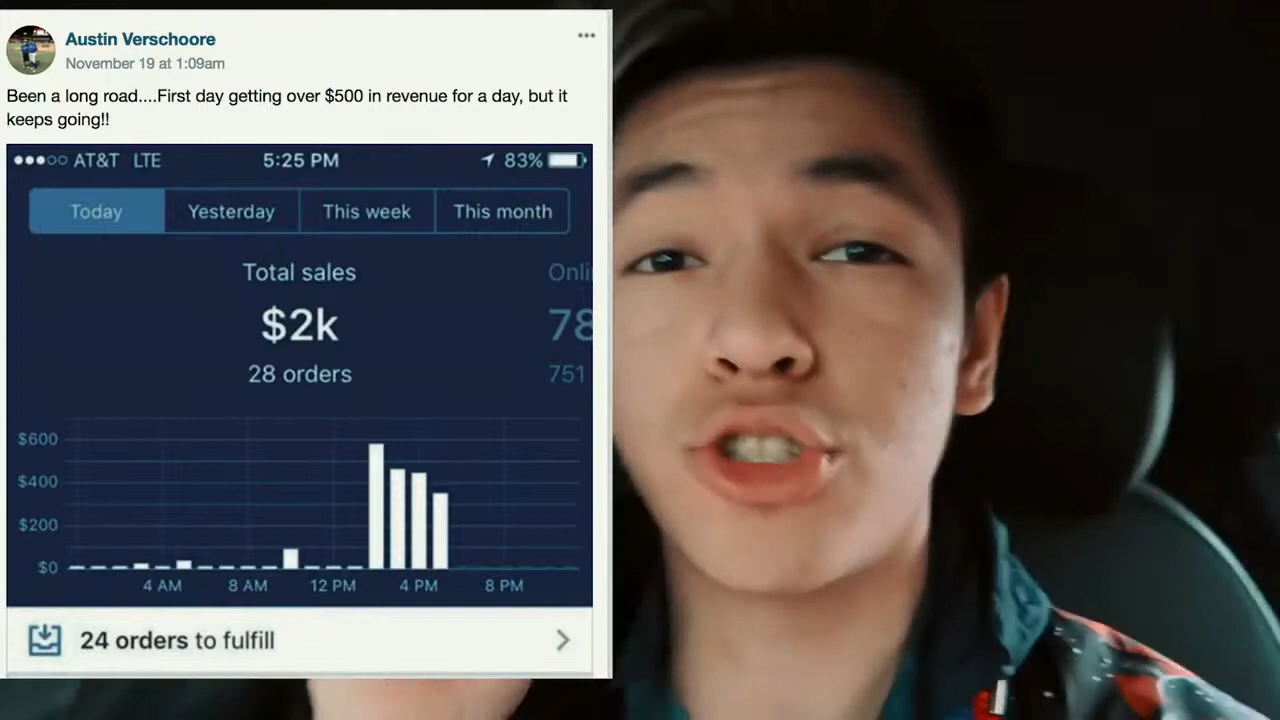 Austin Verschoore
November 19 at 1:09am
Been a long road....First day getting over $500 in revenue for a day, but it
keeps going!!
AT&T LTE 5:25 PM 83%
Today Yesterday This week This month
Total sales Onli
$2k 78
28 orders 751
$600
$400
$200
$0
4 AM 8 AM 12 PM 4 PM 8 PM
24 orders to fulfill